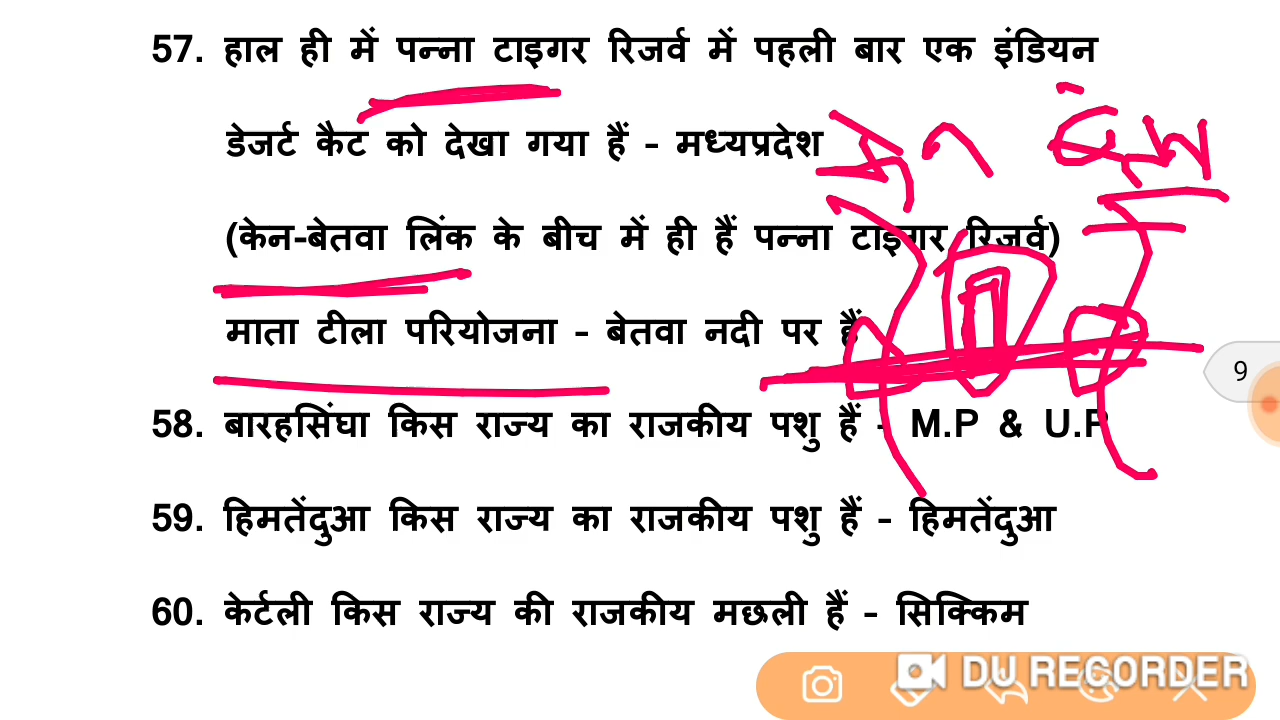 57. हाल ही में पन्ना टाइगर रिजर्व में पहली बार एक इंडियन
डेजर्ट कैट को देखा गया हैं - मध्यप्रदेश
(केन-बेतवा लिंक के बीच में ही हैं पन्ना टाइगर रिजर्व)
माता टीला परियोजना - बेतवा नदी पर हैं
9
58. बारहसिंघा किस राज्य का राजकीय पशु हैं - M.P & U.P
59. हिमतेंदुआ किस राज्य का राजकीय पशु हैं - हिमतेंदुआ
60. केर्टली किस राज्य की राजकीय मछली हैं - सिक्किम
DU RECORDER